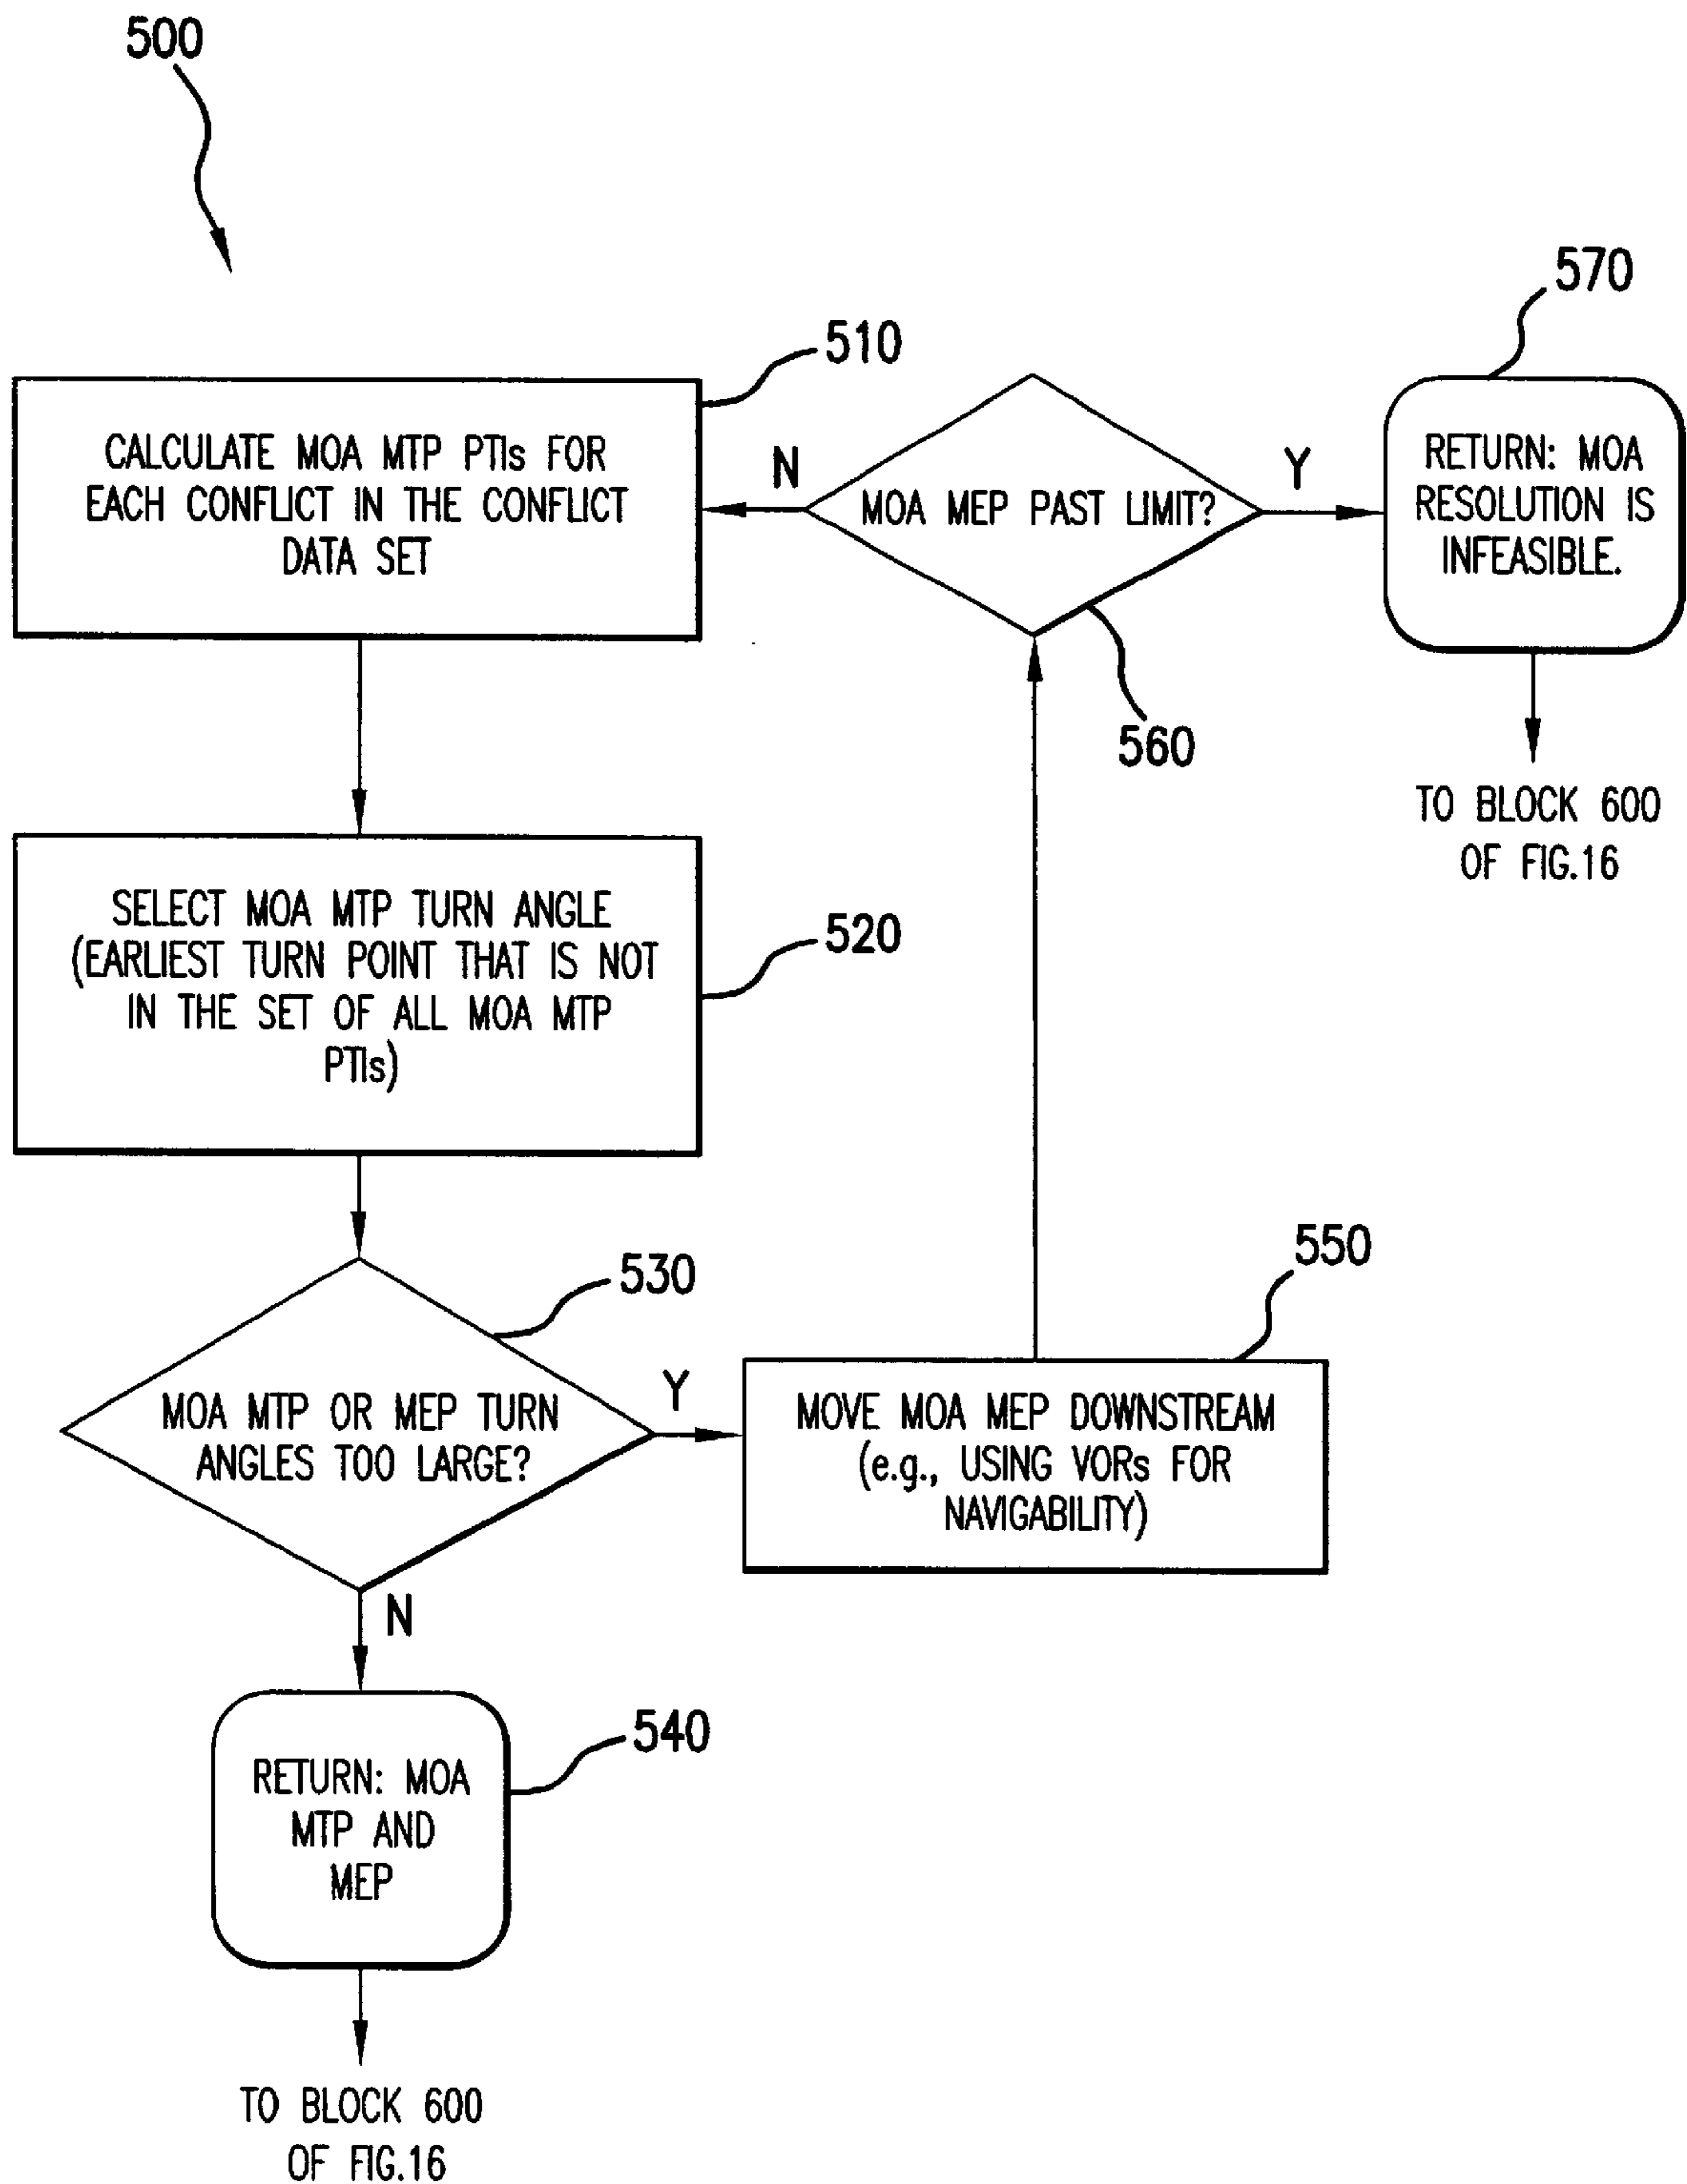 500
510
CALCULATE MOA MTP PTIs FOR
EACH CONFLICT IN THE CONFLICT
DATA SET
N
MOA MEP PAST LIMIT?
Y
560
570
RETURN: MOA
RESOLUTION IS
INFEASIBLE.
TO BLOCK 600
OF FIG.16
SELECT MOA MTP TURN ANGLE
(EARLIEST TURN POINT THAT IS NOT
IN THE SET OF ALL MOA MTP
PTIs)
520
530
MOA MTP OR MEP TURN
ANGLES TOO LARGE?
Y
550
MOVE MOA MEP DOWNSTREAM
(e.g., USING VORs FOR
NAVIGABILITY)
N
540
RETURN: MOA
MTP AND
MEP
TO BLOCK 600
OF FIG.16